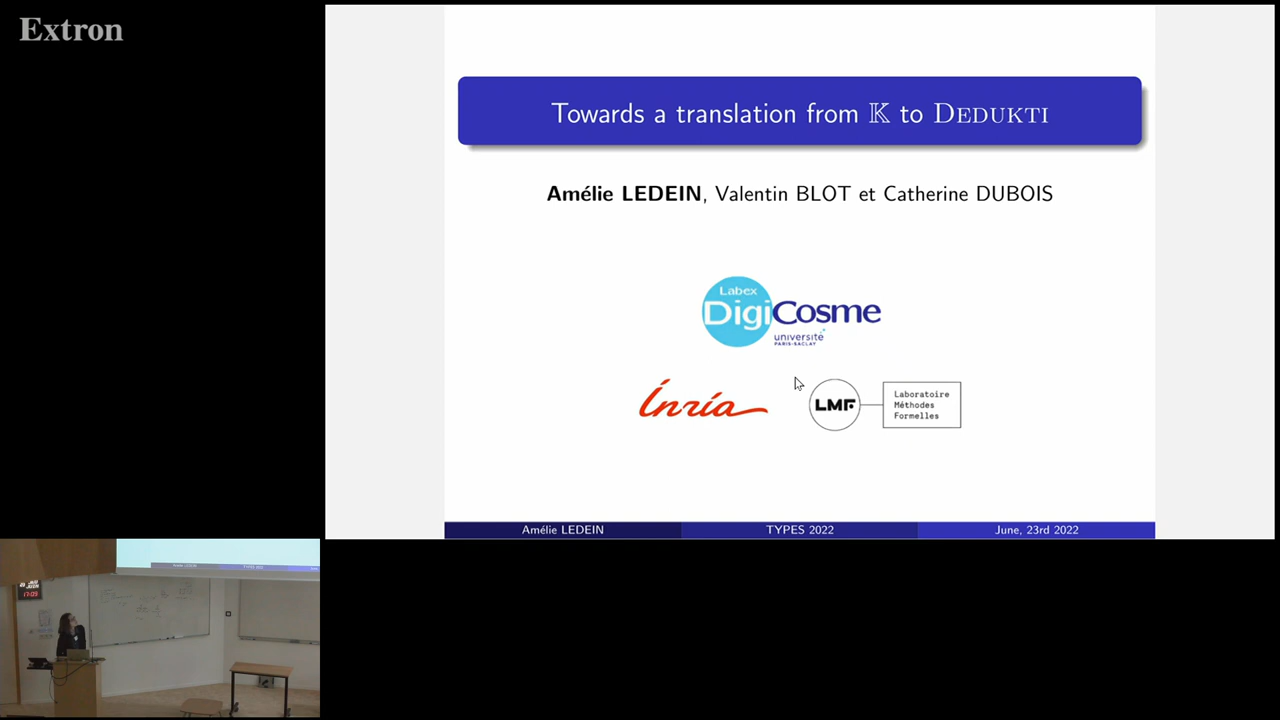 Extron
Towards a translation from 𝕂 to DEDUKTI
Amélie LEDEIN, Valentin BLOT et Catherine DUBOIS
Labex
DigiCosme
université
PARIS-SACLAY
Inria
LMF
Laboratoire
Méthodes
Formelles
Amélie LEDEIN TYPES 2022 June, 23rd 2022